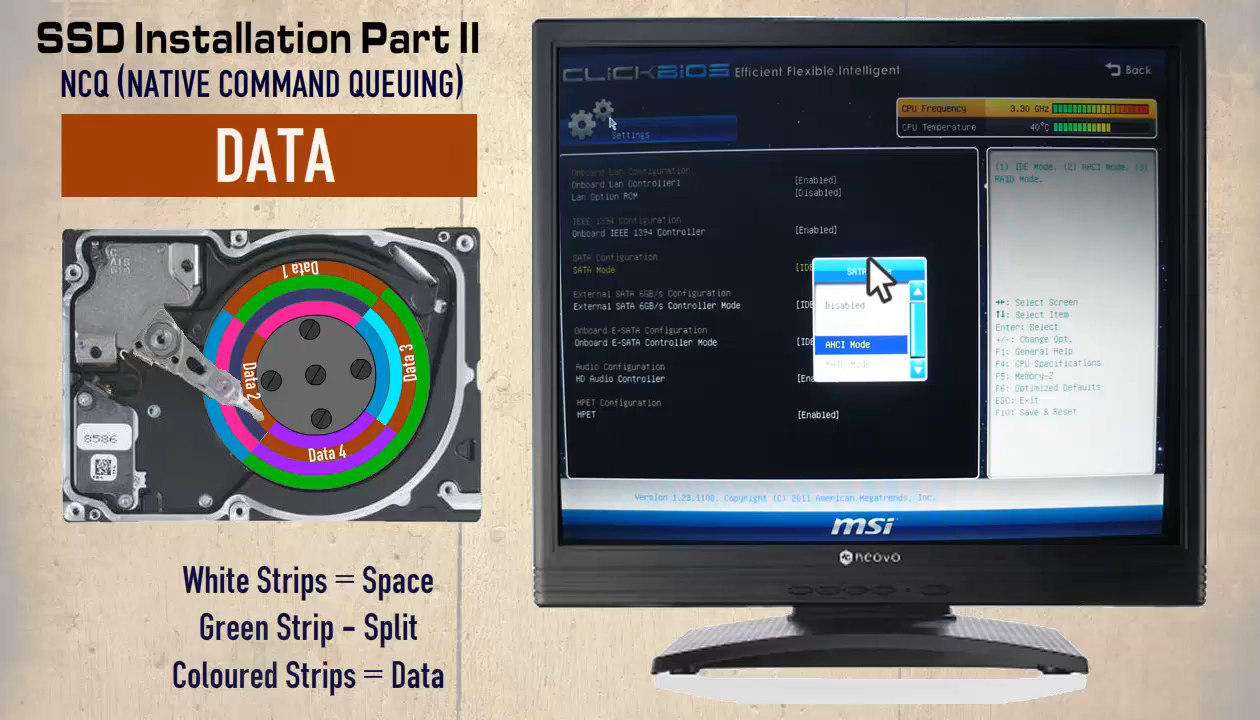 SSD Installation Part II
NCQ (NATIVE COMMAND QUEUING)
DATA
Data 1
Data 3
Data 2
Data 4
8586
White Strips = Space
Green Strip - Split
Coloured Strips = Data
CLiCKBiOS Efficient Flexible.Intelligent
Back
Settings
CPU Frequency 3.30 GHz
CPU Temperature 40°C
Onboard Lan Configuration
Onboard Lan Controller1 [Enabled]
Lan Option ROM [Disabled]
IEEE 1394 Configuration
Onboard IEEE 1394 Controller [Enabled]
SATA Configuration
SATA Mode [IDE
External SATA 6GB/s Configuration
External SATA 6GB/s Controller Mode [IDE
Onboard E-SATA Configuration
Onboard E-SATA Controller Mode [IDE
Audio Configuration
HD Audio Controller [Ena
HPET Configuration
HPET [Enabled]
SATA
Disabled
AHCI Mode
RAID Mode
(1) IDE Mode, (2) AHCI Mode, (3)
RAID Mode.
→←: Select Screen
↑↓: Select Item
Enter: Select
+/-: Change Opt.
F1: General Help
F4: CPU Specifications
F5: Memory-Z
F6: Optimized Defaults
ESC: Exit
F10: Save & Reset
Version 1.23.1100. Copyright (C) 2011 American Megatrends, Inc.
msi
neovo